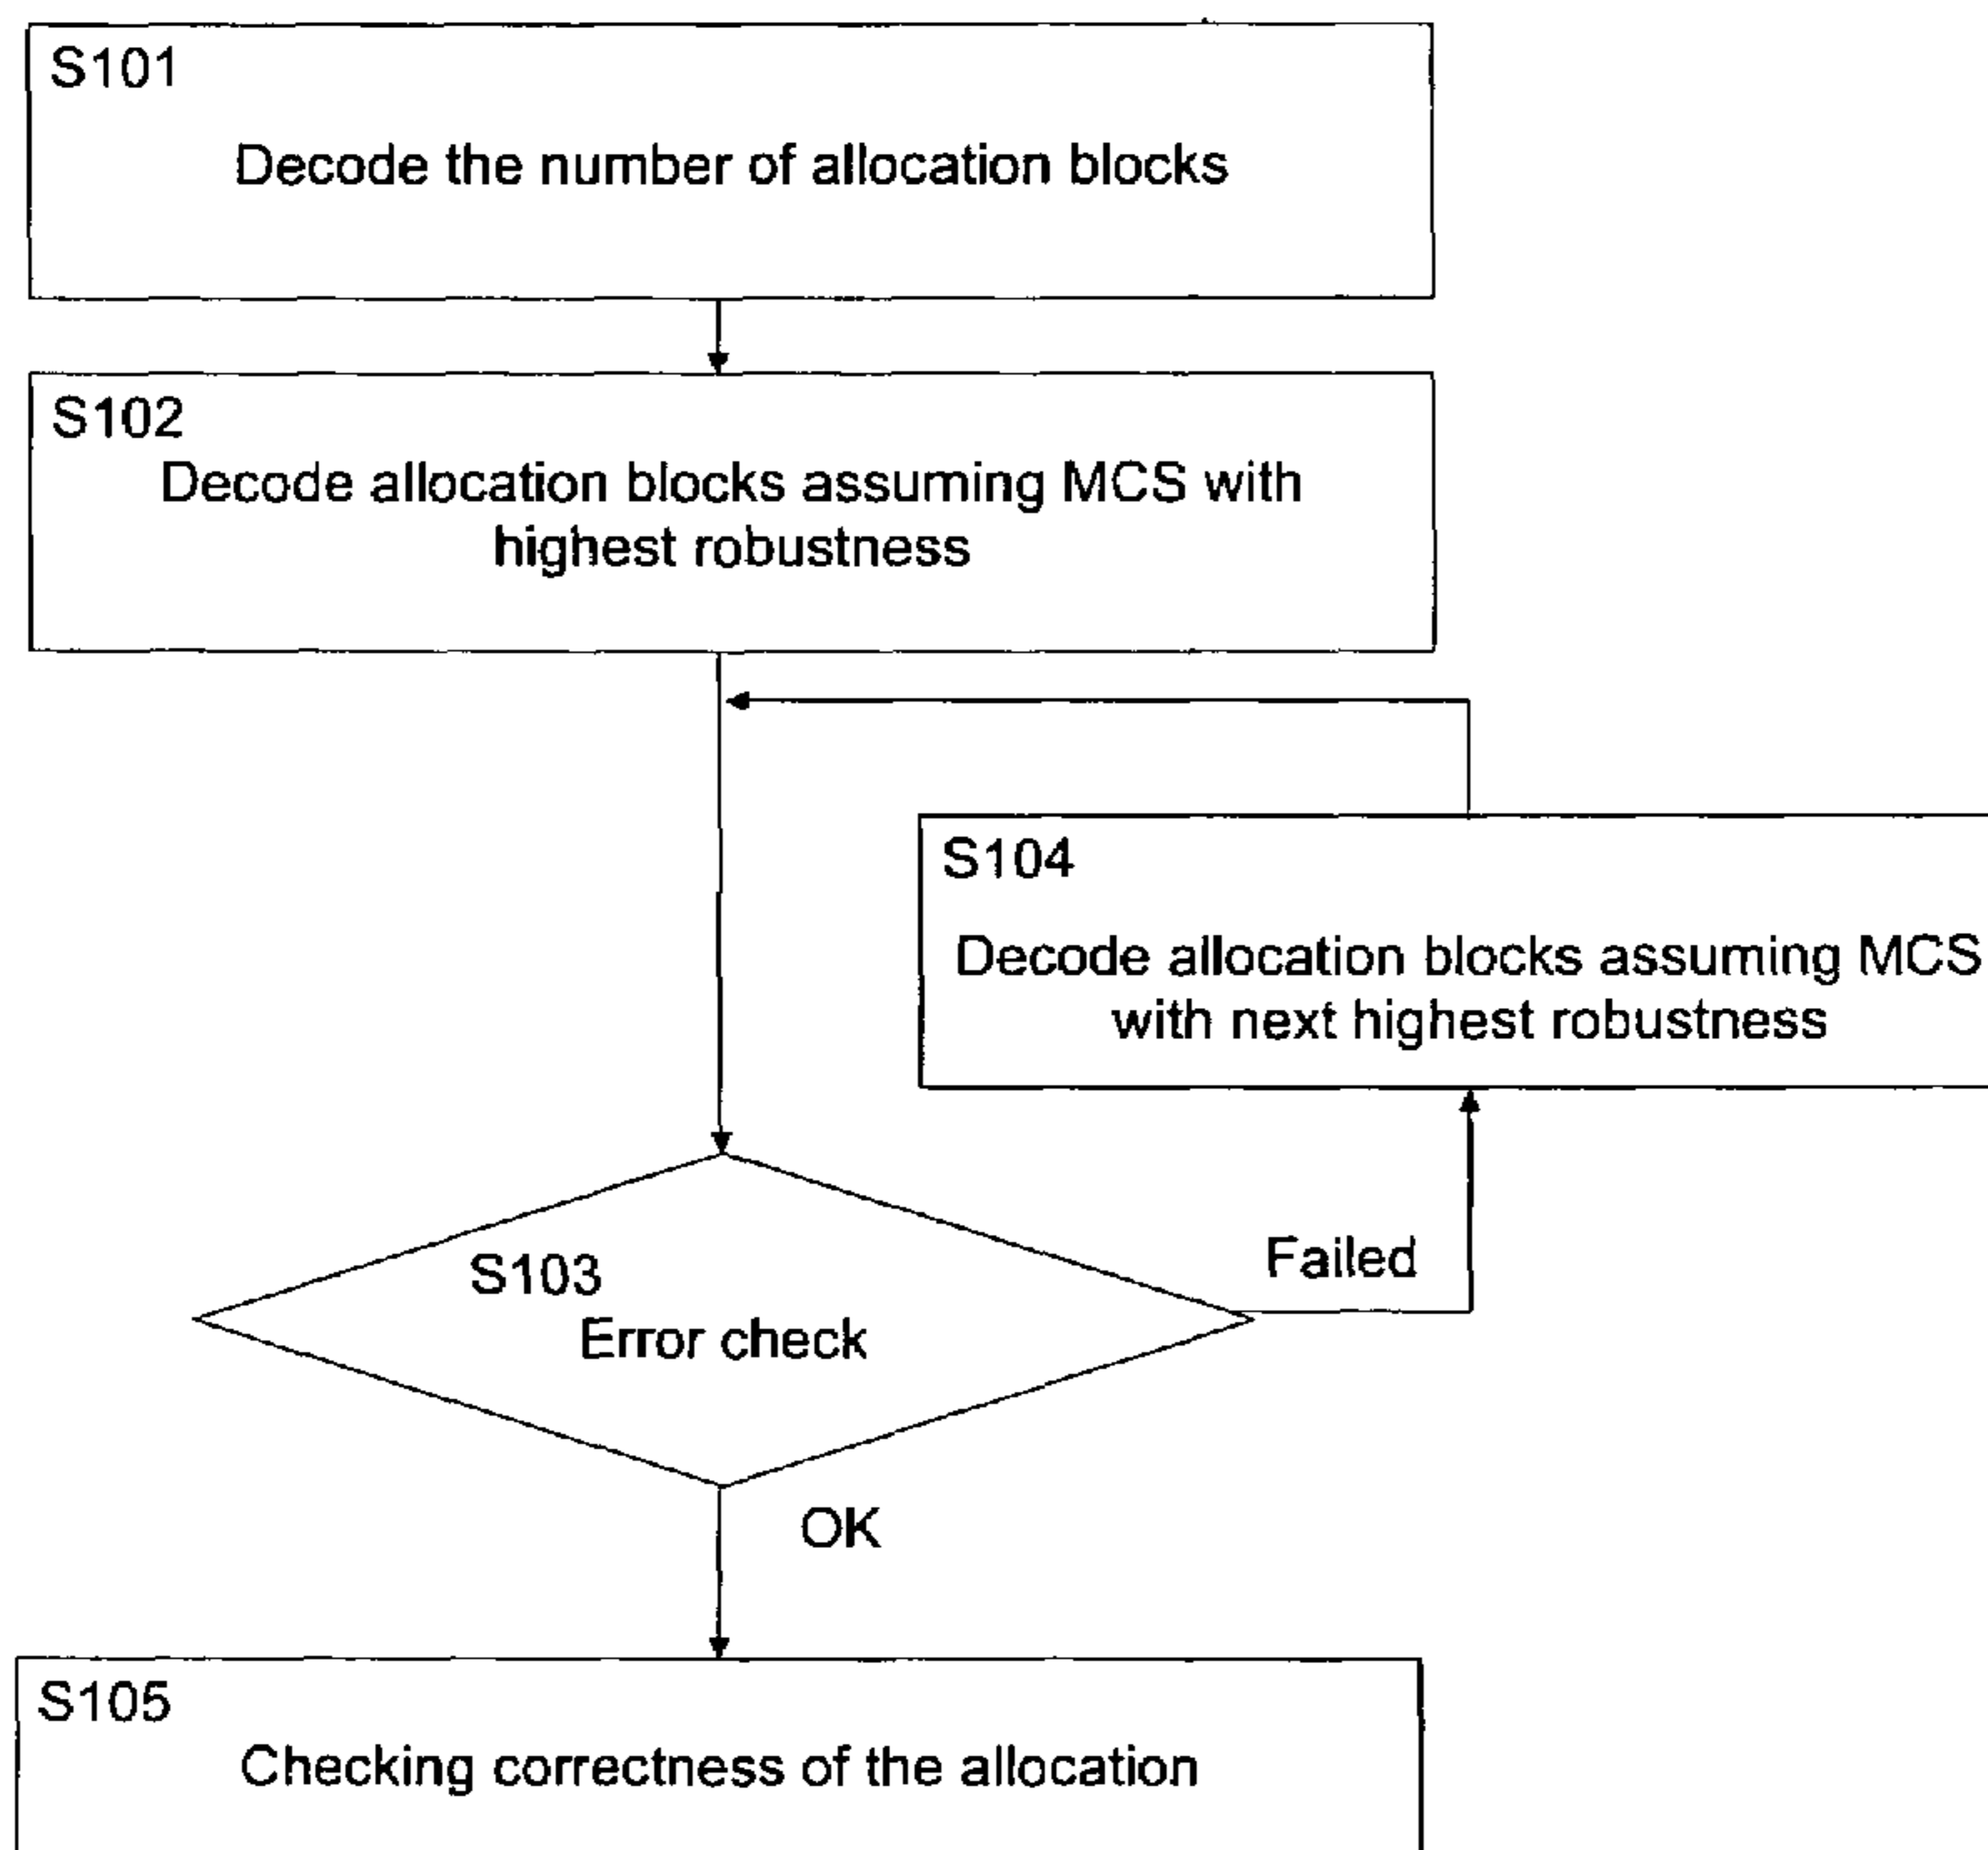 S101
Decode the number of allocation blocks
S102
Decode allocation blocks assuming MCS with
highest robustness
S104
Decode allocation blocks assuming MCS
with next highest robustness
S103
Error check
Failed
OK
S105
Checking correctness of the allocation